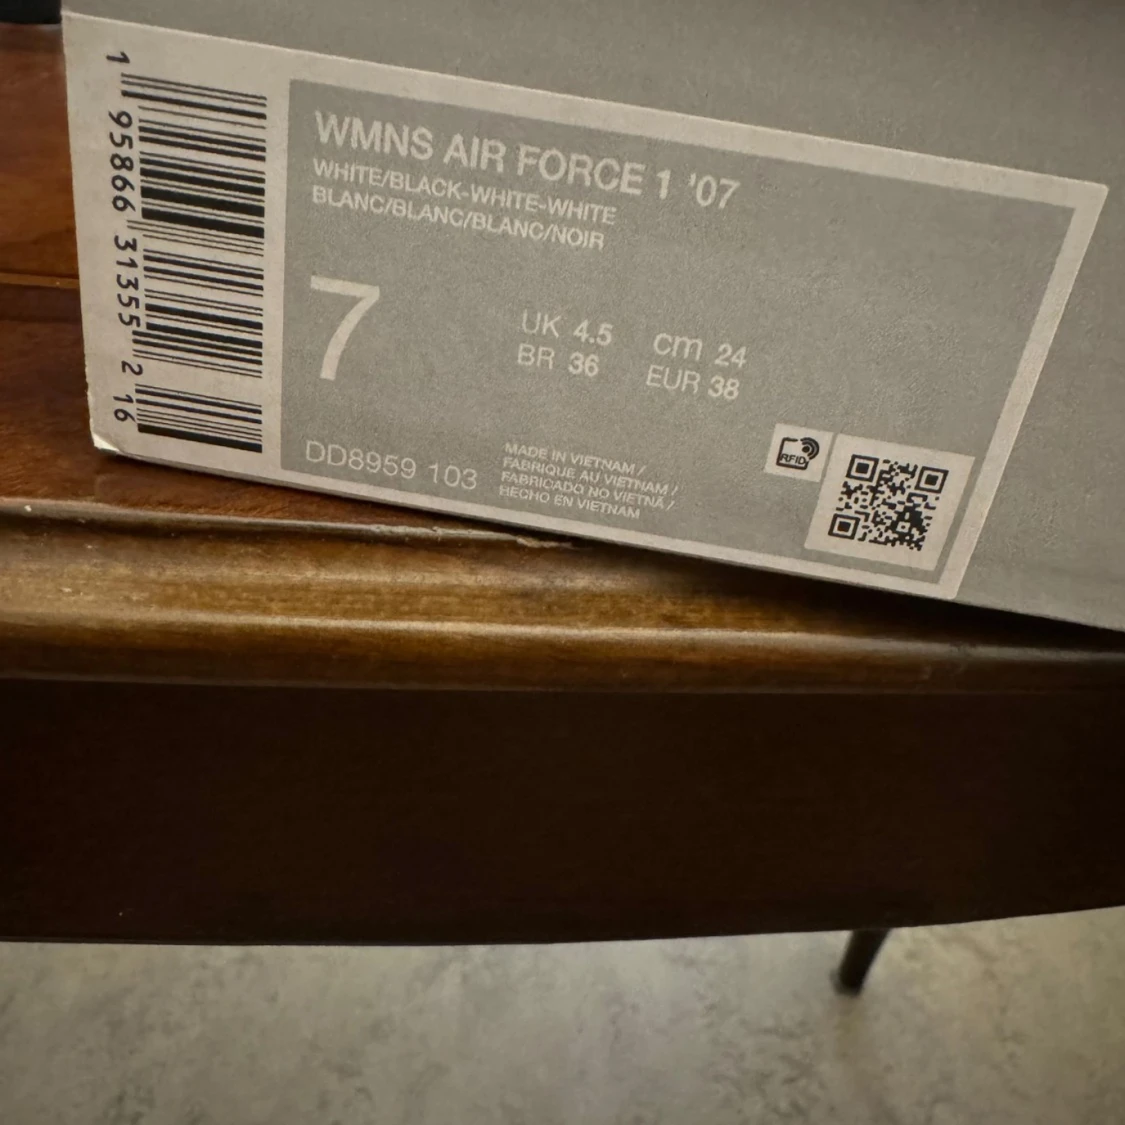 1 95866 31355 2 16
WMNS AIR FORCE 1 '07
WHITE/BLACK-WHITE-WHITE
BLANC/BLANC/BLANC/NOIR
7
UK 4.5 cm 24
BR 36 EUR 38
DD8959 103
MADE IN VIETNAM /
FABRIQUE AU VIETNAM /
FABRICADO NO VIETNÃ /
HECHO EN VIETNAM
RFID